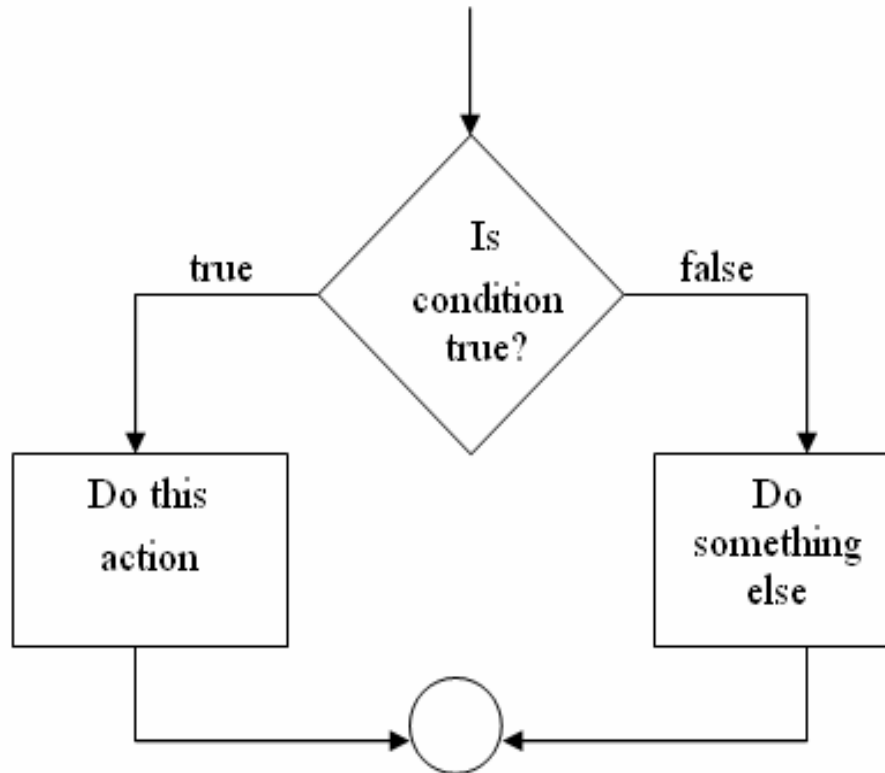 Is
condition
true?
true
false
Do this
action
Do
something
else